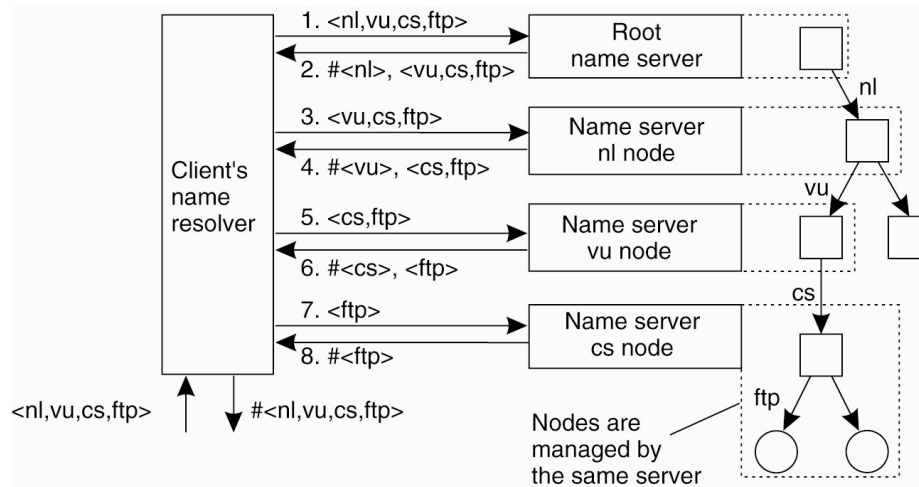 1. <nl,vu,cs,ftp>
2. #<nl>, <vu,cs,ftp>
Root
name server
nl
3. <vu,cs,ftp>
4. #<vu>, <cs,ftp>
Name server
nl node
vu
Client's
name
resolver
5. <cs,ftp>
6. #<cs>, <ftp>
Name server
vu node
cs
7. <ftp>
8. #<ftp>
Name server
cs node
ftp
<nl,vu,cs,ftp>
#<nl,vu,cs,ftp>
Nodes are
managed by
the same server